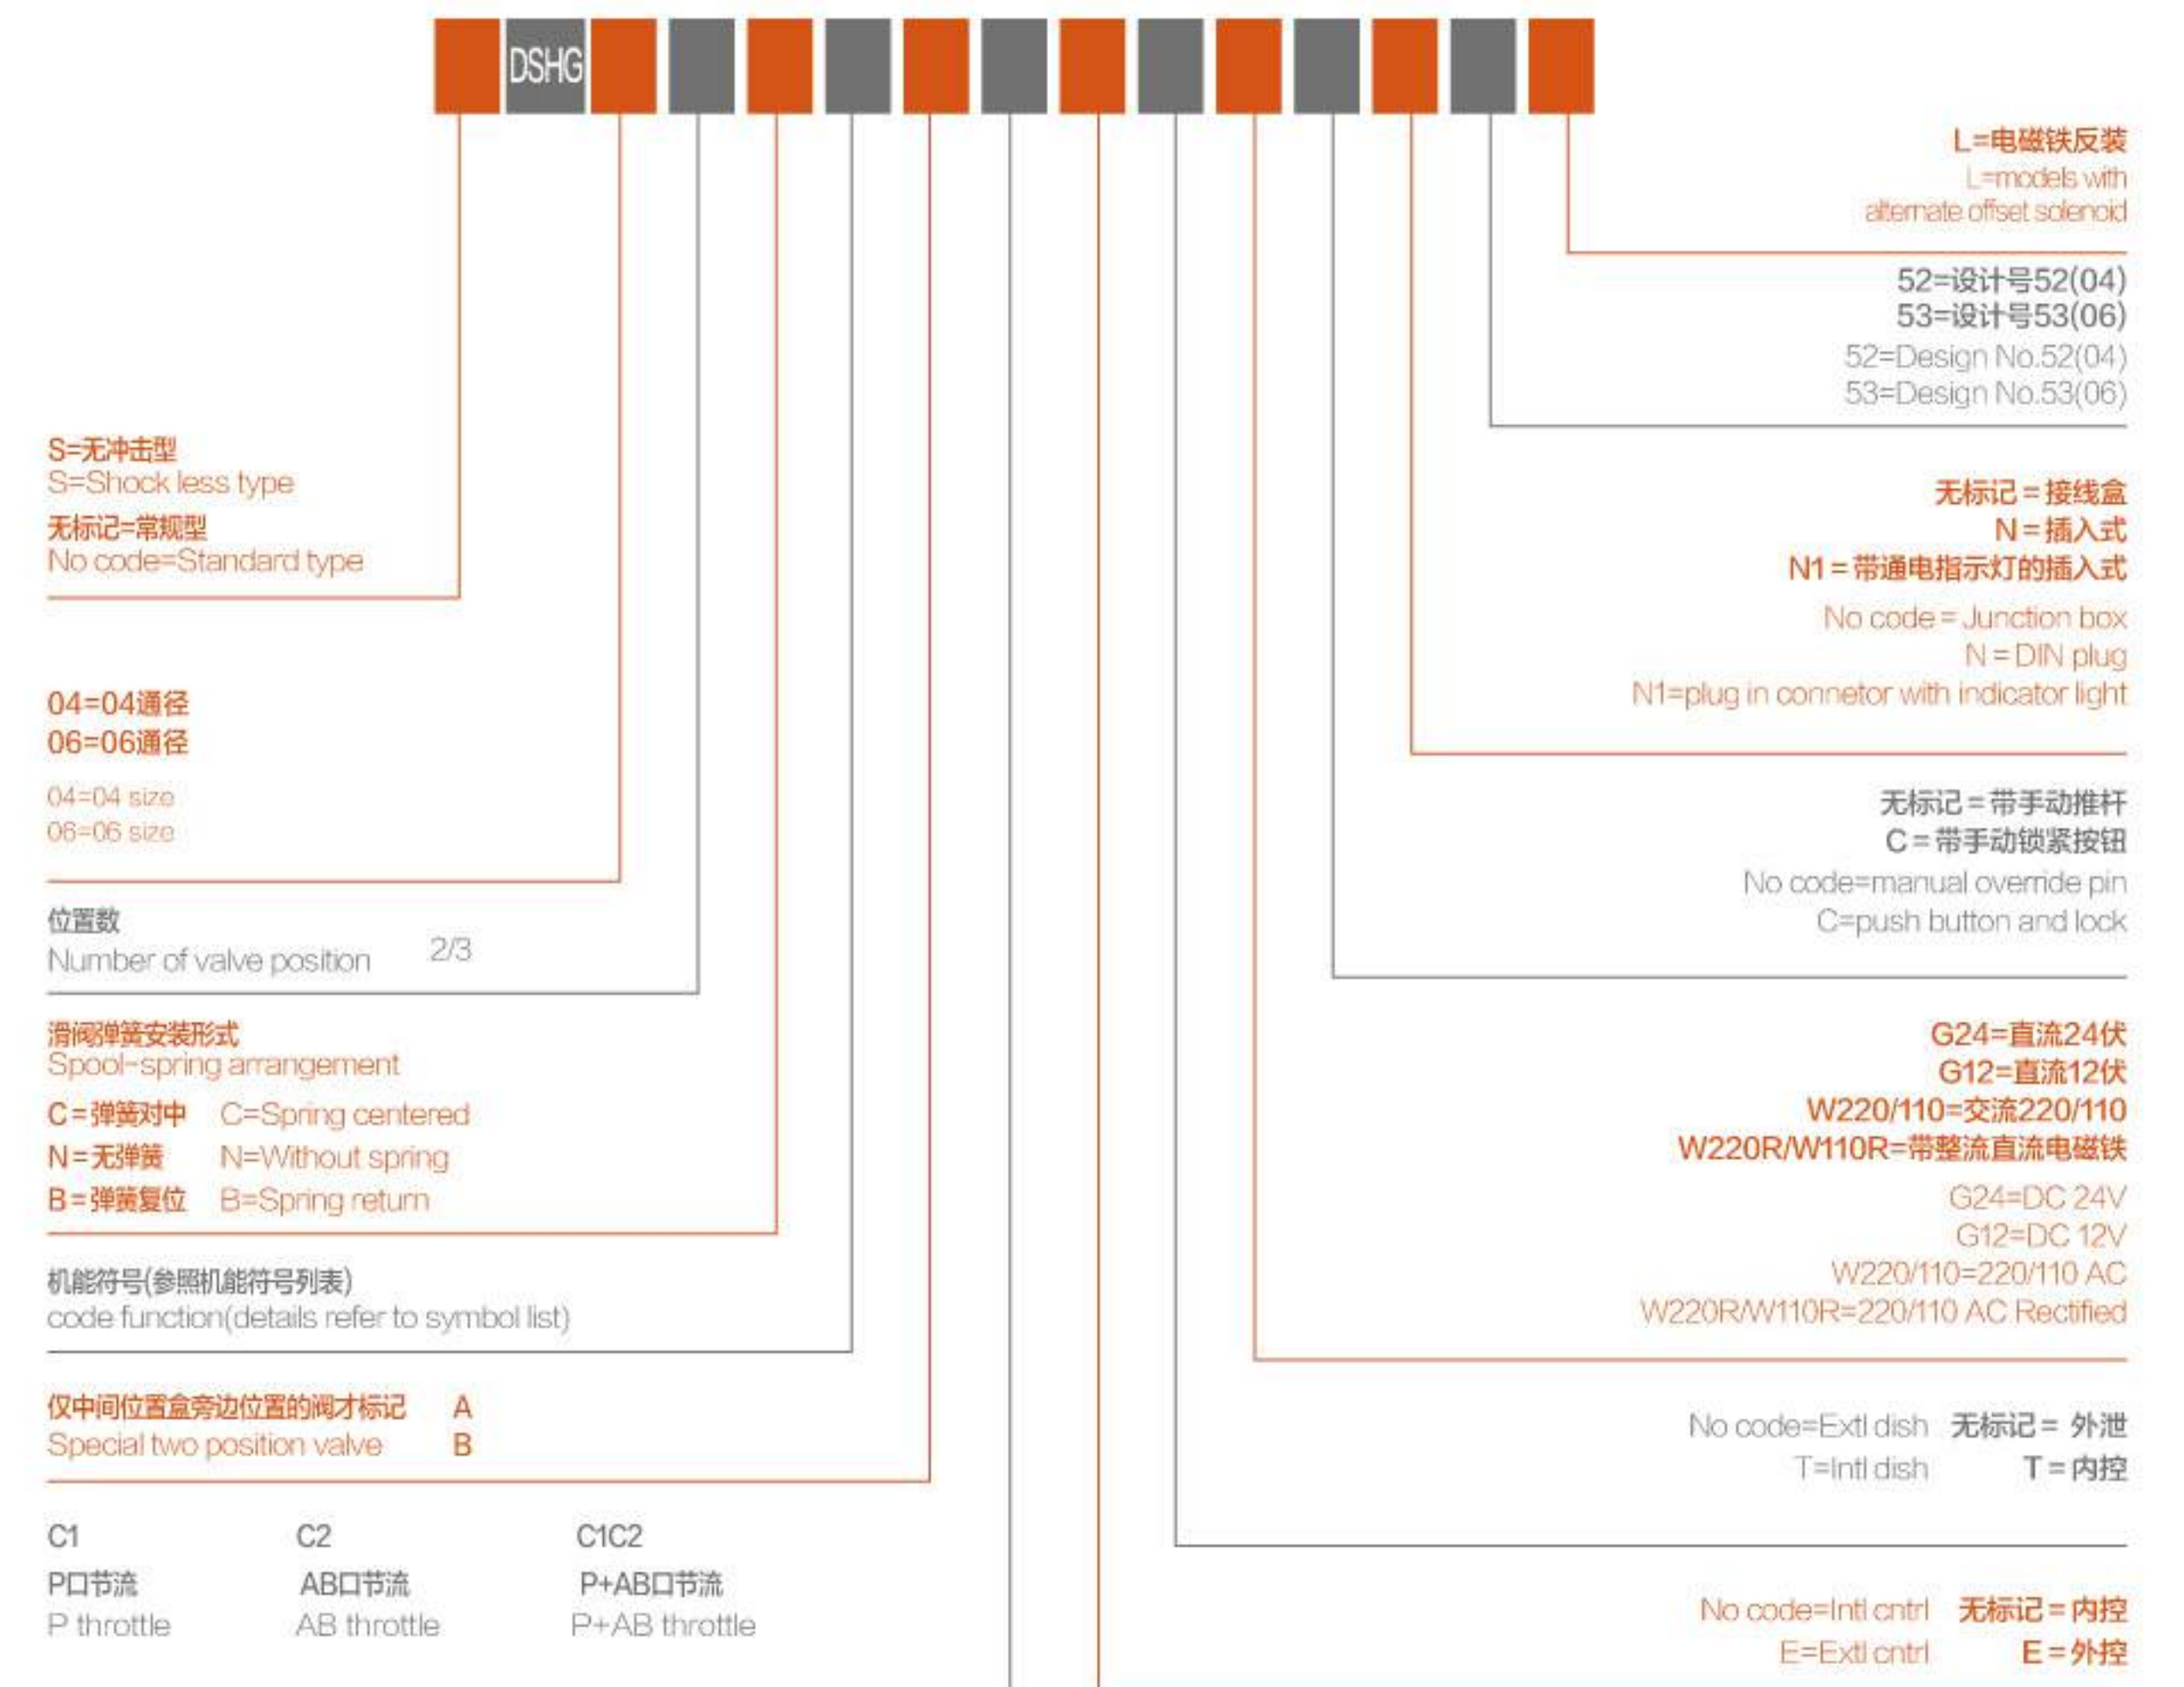 DSHG
S=无冲击型
S=Shock less type
无标记=常规型
No code=Standard type
04=04通径
06=06通径
04=04 size
06=06 size
位置数
Number of valve position 2/3
滑阀弹簧安装形式
Spool-spring arrangement
C=弹簧对中 C=Spring centered
N=无弹簧 N=Without spring
B=弹簧复位 B=Spring return
机能符号(参照机能符号列表)
code function(details refer to symbol list)
仅中间位置盒旁边位置的阀才标记 A
Special two position valve B
C1 C2 C1C2
P口节流 AB口节流 P+AB口节流
P throttle AB throttle P+AB throttle
L=电磁铁反装
L=models with
alternate offset solenoid
52=设计号52(04)
53=设计号53(06)
52=Design No.52(04)
53=Design No.53(06)
无标记=接线盒
N=插入式
N1=带通电指示灯的插入式
No code=Junction box
N=DIN plug
N1=plug in connetor with indicator light
无标记=带手动推杆
C=带手动锁紧按钮
No code=manual override pin
C=push button and lock
G24=直流24伏
G12=直流12伏
W220/110=交流220/110
W220R/W110R=带整流直流电磁铁
G24=DC 24V
G12=DC 12V
W220/110=220/110 AC
W220R/W110R=220/110 AC Rectified
No code=Extl dish 无标记= 外泄
T=Intl dish T=内控
No code=Intl cntrl 无标记=内控
E=Extl cntrl E=外控